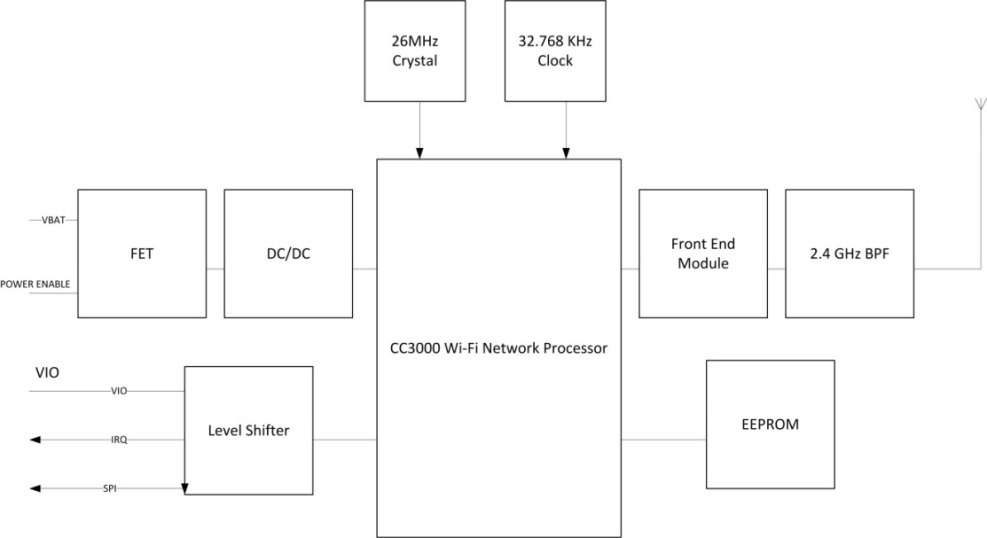 26MHz
Crystal
32.768 KHz
Clock
VBAT
POWER ENABLE
FET
DC/DC
Front End
Module
2.4 GHz BPF
CC3000 Wi-Fi Network Processor
VIO
VIO
IRQ
SPI
Level Shifter
EEPROM